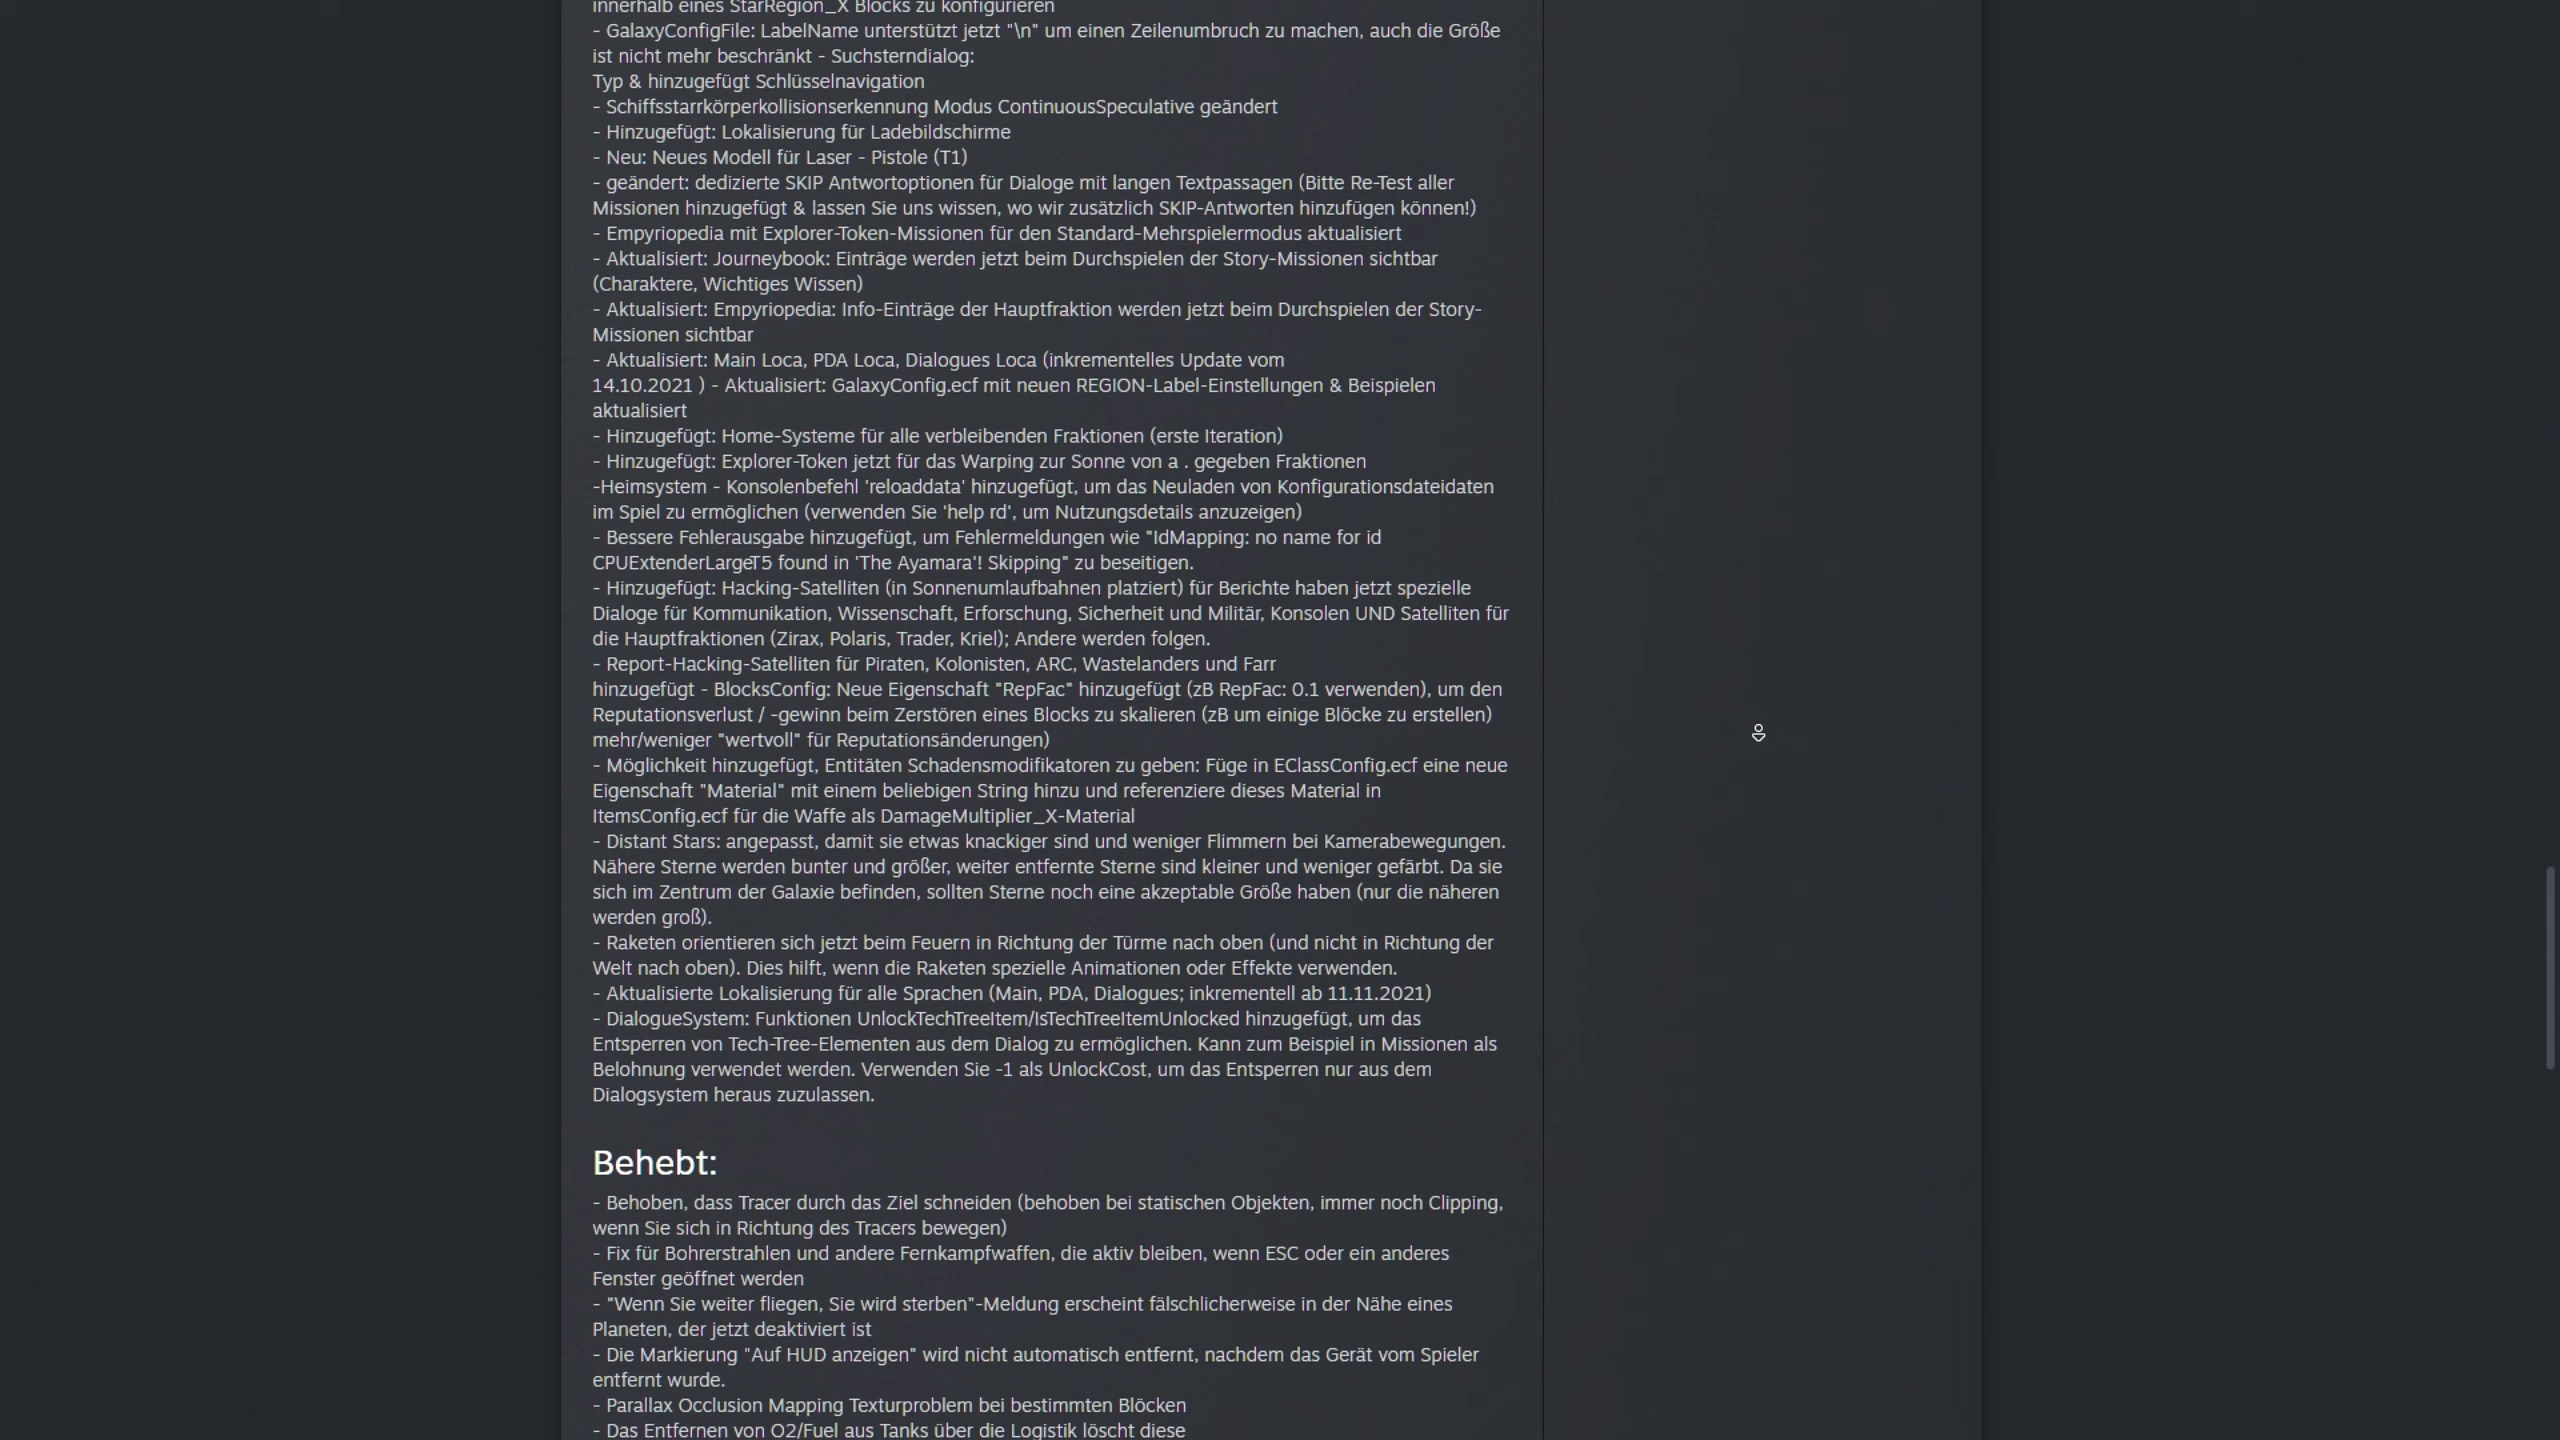 innerhalb eines StarRegion_X Blocks zu konfigurieren
- GalaxyConfigFile: LabelName unterstützt jetzt "\n" um einen Zeilenumbruch zu machen, auch die Größe
ist nicht mehr beschränkt - Suchsterndialog:
Typ & hinzugefügt Schlüsselnavigation
- Schiffsstarrkörperkollisionserkennung Modus ContinuousSpeculative geändert
- Hinzugefügt: Lokalisierung für Ladebildschirme
- Neu: Neues Modell für Laser - Pistole (T1)
- geändert: dedizierte SKIP Antwortoptionen für Dialoge mit langen Textpassagen (Bitte Re-Test aller
Missionen hinzugefügt & lassen Sie uns wissen, wo wir zusätzlich SKIP-Antworten hinzufügen können!)
- Empyriopedia mit Explorer-Token-Missionen für den Standard-Mehrspielermodus aktualisiert
- Aktualisiert: Journeybook: Einträge werden jetzt beim Durchspielen der Story-Missionen sichtbar
(Charaktere, Wichtiges Wissen)
- Aktualisiert: Empyriopedia: Info-Einträge der Hauptfraktion werden jetzt beim Durchspielen der Story-
Missionen sichtbar
- Aktualisiert: Main Loca, PDA Loca, Dialogues Loca (inkrementelles Update vom
14.10.2021 ) - Aktualisiert: GalaxyConfig.ecf mit neuen REGION-Label-Einstellungen & Beispielen
aktualisiert
- Hinzugefügt: Home-Systeme für alle verbleibenden Fraktionen (erste Iteration)
- Hinzugefügt: Explorer-Token jetzt für das Warping zur Sonne von a . gegeben Fraktionen
-Heimsystem - Konsolenbefehl 'reloaddata' hinzugefügt, um das Neuladen von Konfigurationsdateidaten
im Spiel zu ermöglichen (verwenden Sie 'help rd', um Nutzungsdetails anzuzeigen)
- Bessere Fehlerausgabe hinzugefügt, um Fehlermeldungen wie "IdMapping: no name for id
CPUExtenderLargeT5 found in 'The Ayamara'! Skipping" zu beseitigen.
- Hinzugefügt: Hacking-Satelliten (in Sonnenumlaufbahnen platziert) für Berichte haben jetzt spezielle
Dialoge für Kommunikation, Wissenschaft, Erforschung, Sicherheit und Militär, Konsolen UND Satelliten für
die Hauptfraktionen (Zirax, Polaris, Trader, Kriel); Andere werden folgen.
- Report-Hacking-Satelliten für Piraten, Kolonisten, ARC, Wastelanders und Farr
hinzugefügt - BlocksConfig: Neue Eigenschaft "RepFac" hinzugefügt (zB RepFac: 0.1 verwenden), um den
Reputationsverlust / -gewinn beim Zerstören eines Blocks zu skalieren (zB um einige Blöcke zu erstellen)
mehr/weniger "wertvoll" für Reputationsänderungen)
- Möglichkeit hinzugefügt, Entitäten Schadensmodifikatoren zu geben: Füge in EClassConfig.ecf eine neue
Eigenschaft "Material" mit einem beliebigen String hinzu und referenziere dieses Material in
ItemsConfig.ecf für die Waffe als DamageMultiplier_X-Material
- Distant Stars: angepasst, damit sie etwas knackiger sind und weniger Flimmern bei Kamerabewegungen.
Nähere Sterne werden bunter und größer, weiter entfernte Sterne sind kleiner und weniger gefärbt. Da sie
sich im Zentrum der Galaxie befinden, sollten Sterne noch eine akzeptable Größe haben (nur die näheren
werden groß).
- Raketen orientieren sich jetzt beim Feuern in Richtung der Türme nach oben (und nicht in Richtung der
Welt nach oben). Dies hilft, wenn die Raketen spezielle Animationen oder Effekte verwenden.
- Aktualisierte Lokalisierung für alle Sprachen (Main, PDA, Dialogues; inkrementell ab 11.11.2021)
- DialogueSystem: Funktionen UnlockTechTreeItem/IsTechTreeItemUnlocked hinzugefügt, um das
Entsperren von Tech-Tree-Elementen aus dem Dialog zu ermöglichen. Kann zum Beispiel in Missionen als
Belohnung verwendet werden. Verwenden Sie -1 als UnlockCost, um das Entsperren nur aus dem
Dialogsystem heraus zuzulassen.
Behebt:
- Behoben, dass Tracer durch das Ziel schneiden (behoben bei statischen Objekten, immer noch Clipping,
wenn Sie sich in Richtung des Tracers bewegen)
- Fix für Bohrerstrahlen und andere Fernkampfwaffen, die aktiv bleiben, wenn ESC oder ein anderes
Fenster geöffnet werden
- "Wenn Sie weiter fliegen, Sie wird sterben"-Meldung erscheint fälschlicherweise in der Nähe eines
Planeten, der jetzt deaktiviert ist
- Die Markierung "Auf HUD anzeigen" wird nicht automatisch entfernt, nachdem das Gerät vom Spieler
entfernt wurde.
- Parallax Occlusion Mapping Texturproblem bei bestimmten Blöcken
- Das Entfernen von O2/Fuel aus Tanks über die Logistik löscht diese